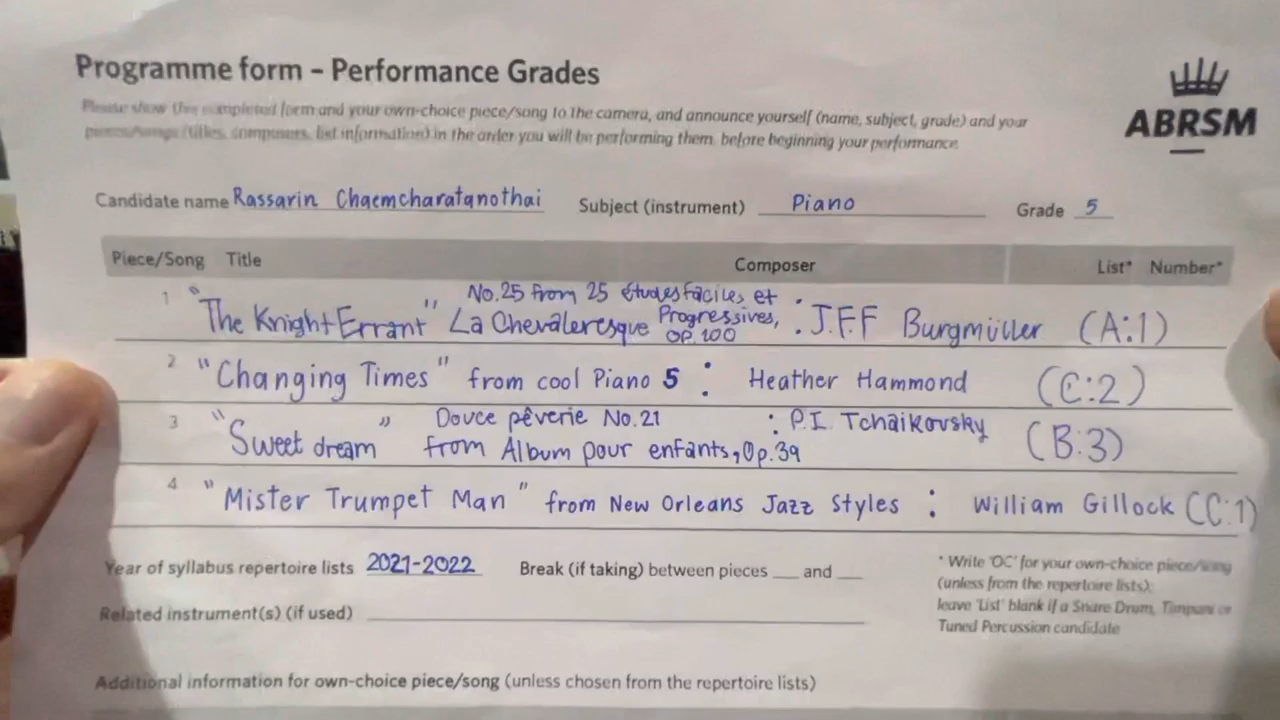 Programme form – Performance Grades
Please show this completed form and your own-choice piece/song to the camera, and announce yourself (name, subject, grade) and your
pieces/songs (titles, composers, list information) in the order you will be performing them, before beginning your performance.
ABRSM
Candidate name Rassarin Chaemcharatanothai Subject (instrument) Piano Grade 5
Piece/Song Title Composer List* Number*
1 "The Knight Errant" La Chevaleresque No.25 from 25 études faciles et
Progressives, Op.100 : J.F.F Burgmüller (A:1)
2 "Changing Times" from cool Piano 5 : Heather Hammond (C:2)
3 "Sweet dream" Douce pêverie No.21
from Album pour enfants, Op.39 : P.I. Tchaikovsky (B:3)
4 "Mister Trumpet Man" from New Orleans Jazz Styles : William Gillock (C:1)
Year of syllabus repertoire lists 2021-2022 Break (if taking) between pieces __ and __
Related instrument(s) (if used)
* Write 'OC' for your own-choice piece/song
(unless from the repertoire lists);
leave 'List' blank if a Snare Drum, Timpani or
Tuned Percussion candidate
Additional information for own-choice piece/song (unless chosen from the repertoire lists)